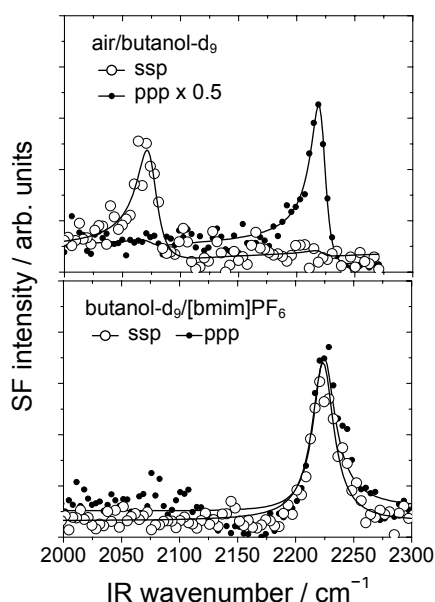 air/butanol-d₉
ssp
ppp x 0.5
SF intensity / arb. units
butanol-d₉/[bmim]PF₆
ssp ppp
2000 2050 2100 2150 2200 2250 2300
IR wavenumber / cm⁻¹